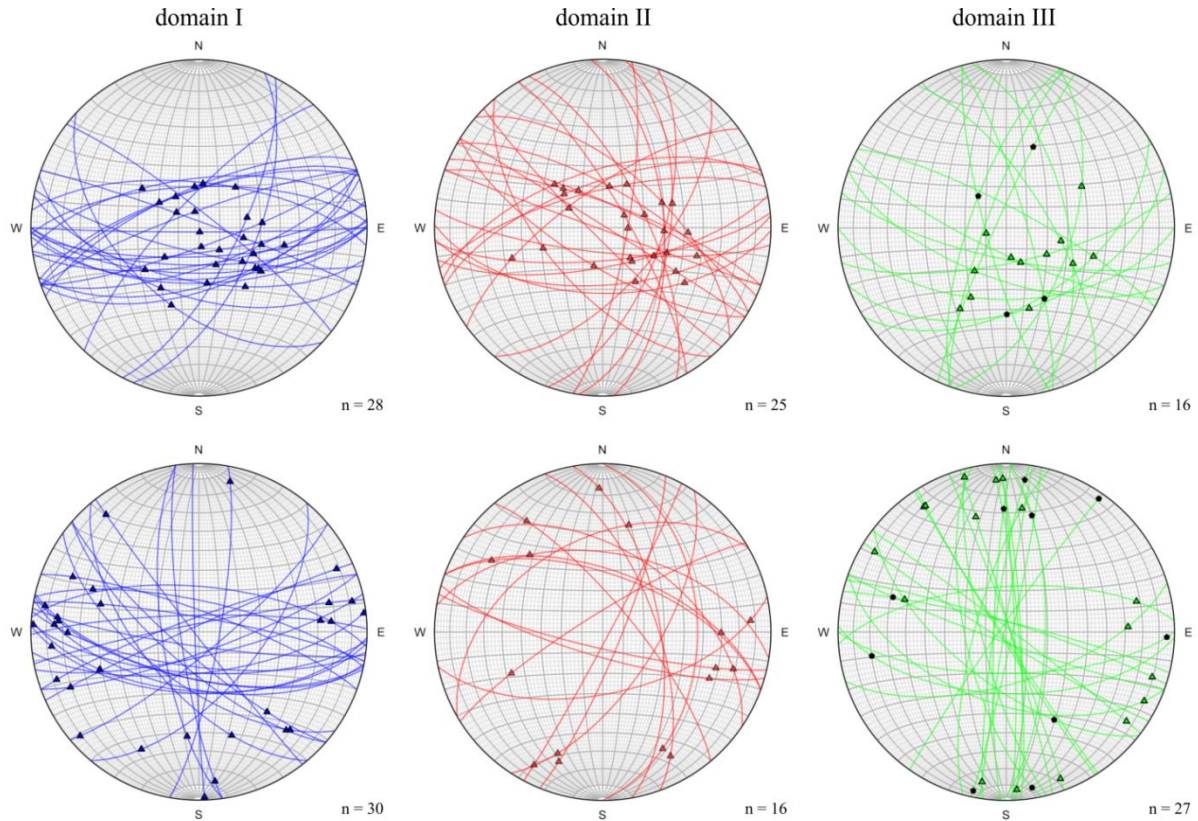 domain I domain II domain III
N N N
W E W E W E
S S S
n = 28 n = 25 n = 16
N N N
W E W E W E
S S S
n = 30 n = 16 n = 27